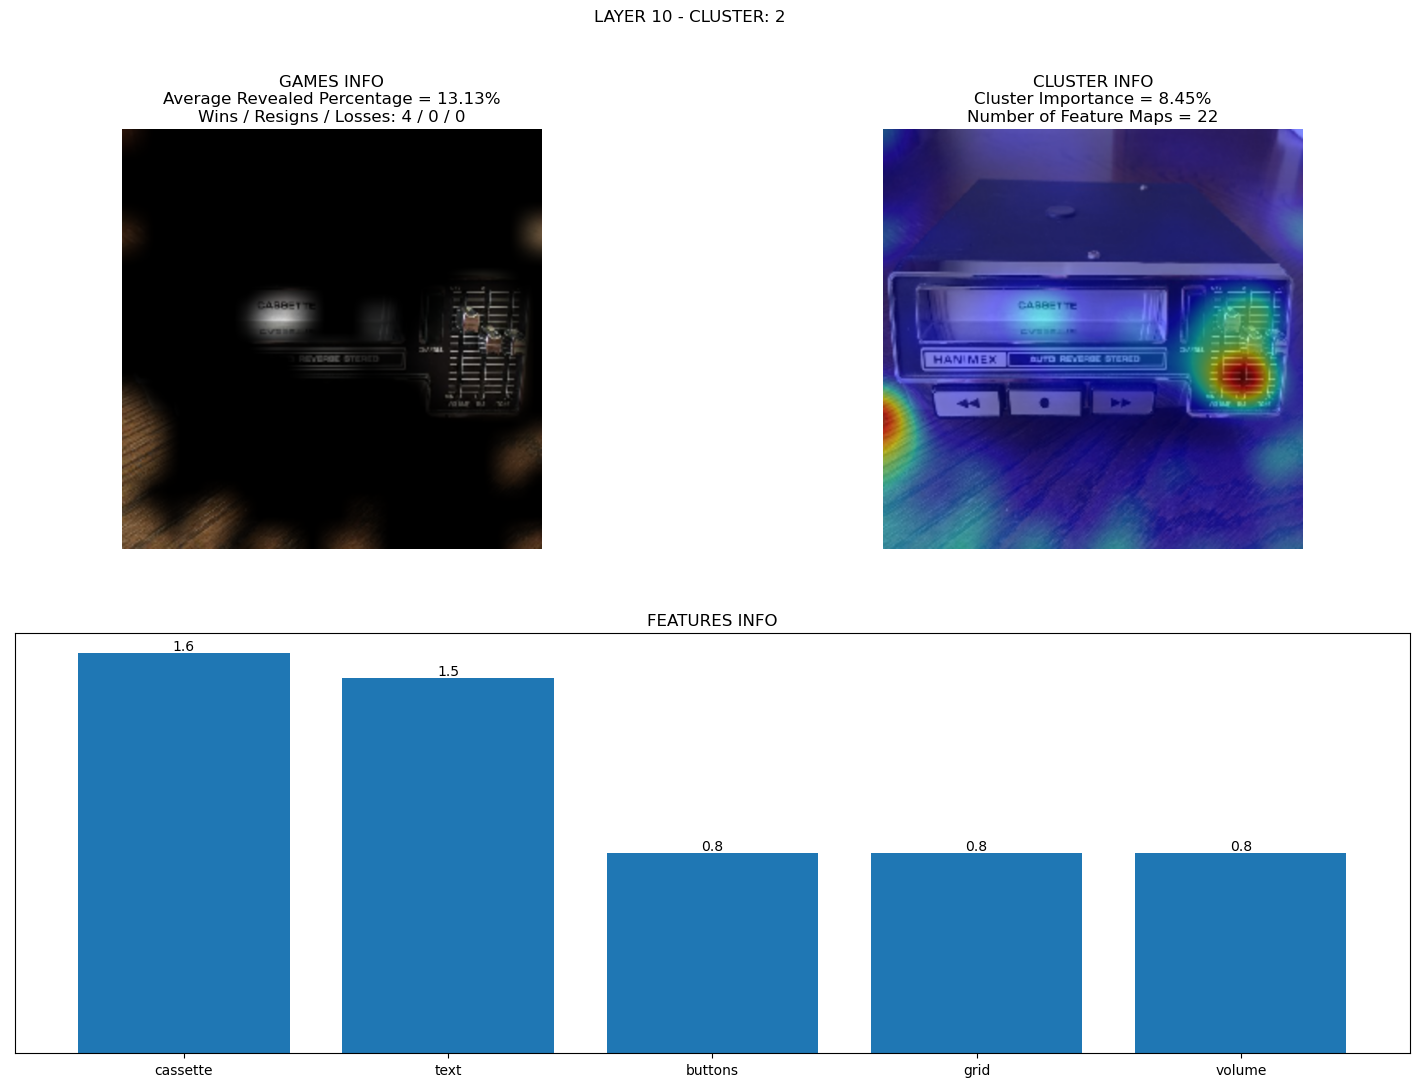 LAYER 10 - CLUSTER: 2
GAMES INFO
Average Revealed Percentage = 13.13%
Wins / Resigns / Losses: 4 / 0 / 0
CASSETTE
REVERSE STEREO
CLUSTER INFO
Cluster Importance = 8.45%
Number of Feature Maps = 22
CASSETTE
HANIMEX
AUTO REVERSE STEREO
FEATURES INFO
1.6
1.5
0.8
0.8
0.8
cassette
text
buttons
grid
volume